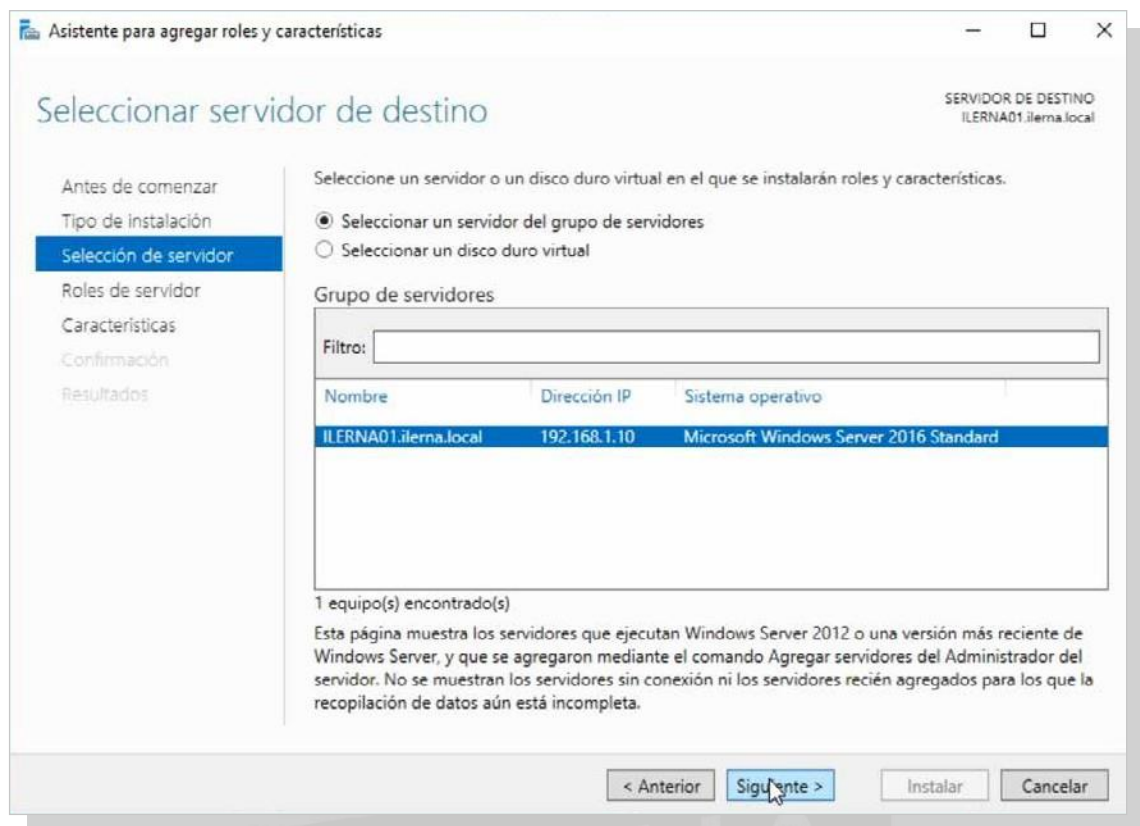 Asistente para agregar roles y características
Seleccionar servidor de destino
SERVIDOR DE DESTINO
ILERNA01.ilerna.local
Antes de comenzar
Tipo de instalación
Selección de servidor
Roles de servidor
Características
Confirmación
Resultados
Seleccione un servidor o un disco duro virtual en el que se instalarán roles y características.
Seleccionar un servidor del grupo de servidores
Seleccionar un disco duro virtual
Grupo de servidores
Filtro:
Nombre Dirección IP Sistema operativo
ILERNA01.ilerna.local 192.168.1.10 Microsoft Windows Server 2016 Standard
1 equipo(s) encontrado(s)
Esta página muestra los servidores que ejecutan Windows Server 2012 o una versión más reciente de
Windows Server, y que se agregaron mediante el comando Agregar servidores del Administrador del
servidor. No se muestran los servidores sin conexión ni los servidores recién agregados para los que la
recopilación de datos aún está incompleta.
< Anterior Siguiente > Instalar Cancelar